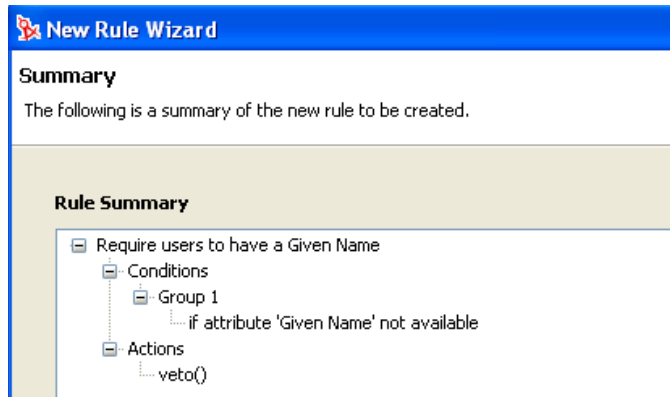 New Rule Wizard
Summary
The following is a summary of the new rule to be created.
Rule Summary
Require users to have a Given Name
Conditions
Group 1
if attribute 'Given Name' not available
Actions
veto()